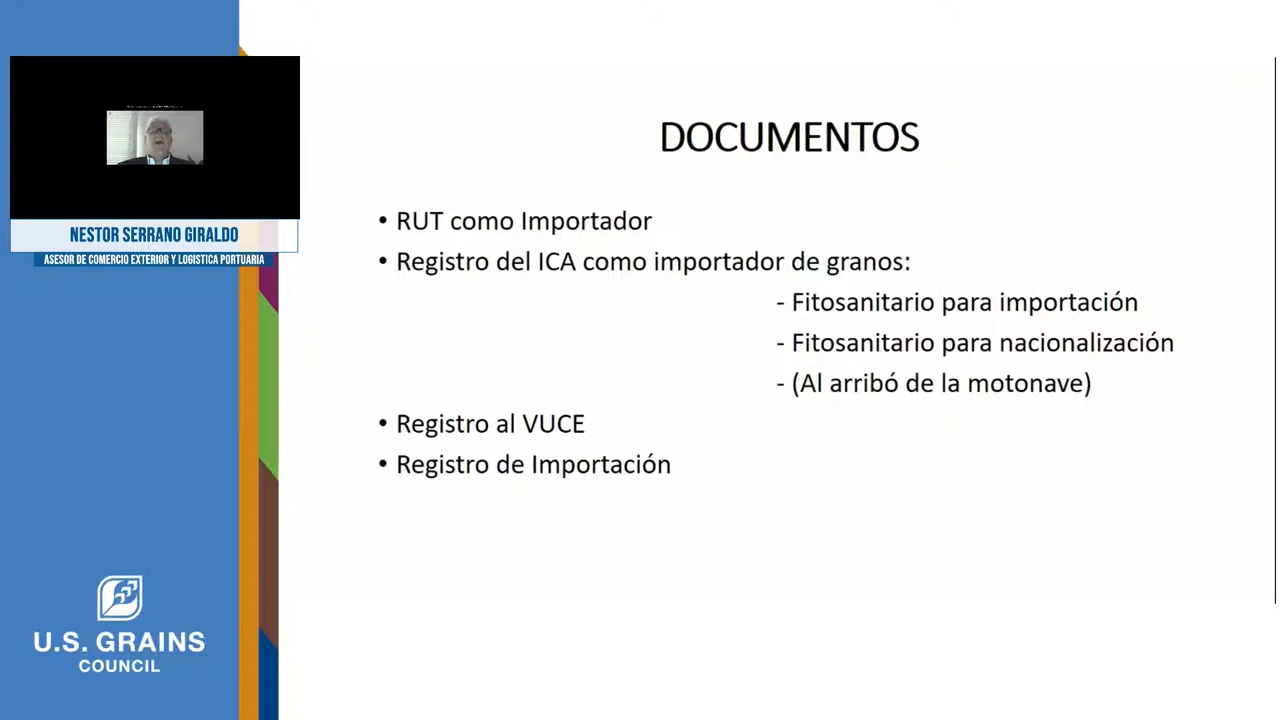 NESTOR SERRANO GIRALDO
ASESOR DE COMERCIO EXTERIOR Y LOGISTICA PORTUARIA
DOCUMENTOS
• RUT como Importador
• Registro del ICA como importador de granos:
- Fitosanitario para importación
- Fitosanitario para nacionalización
- (Al arribó de la motonave)
• Registro al VUCE
• Registro de Importación
U.S. GRAINS
COUNCIL